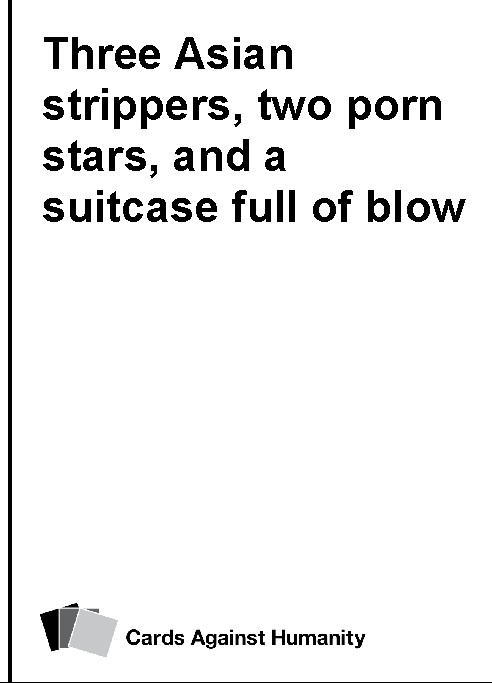 Three Asian
strippers, two porn
stars, and a
suitcase full of blow
Cards Against Humanity